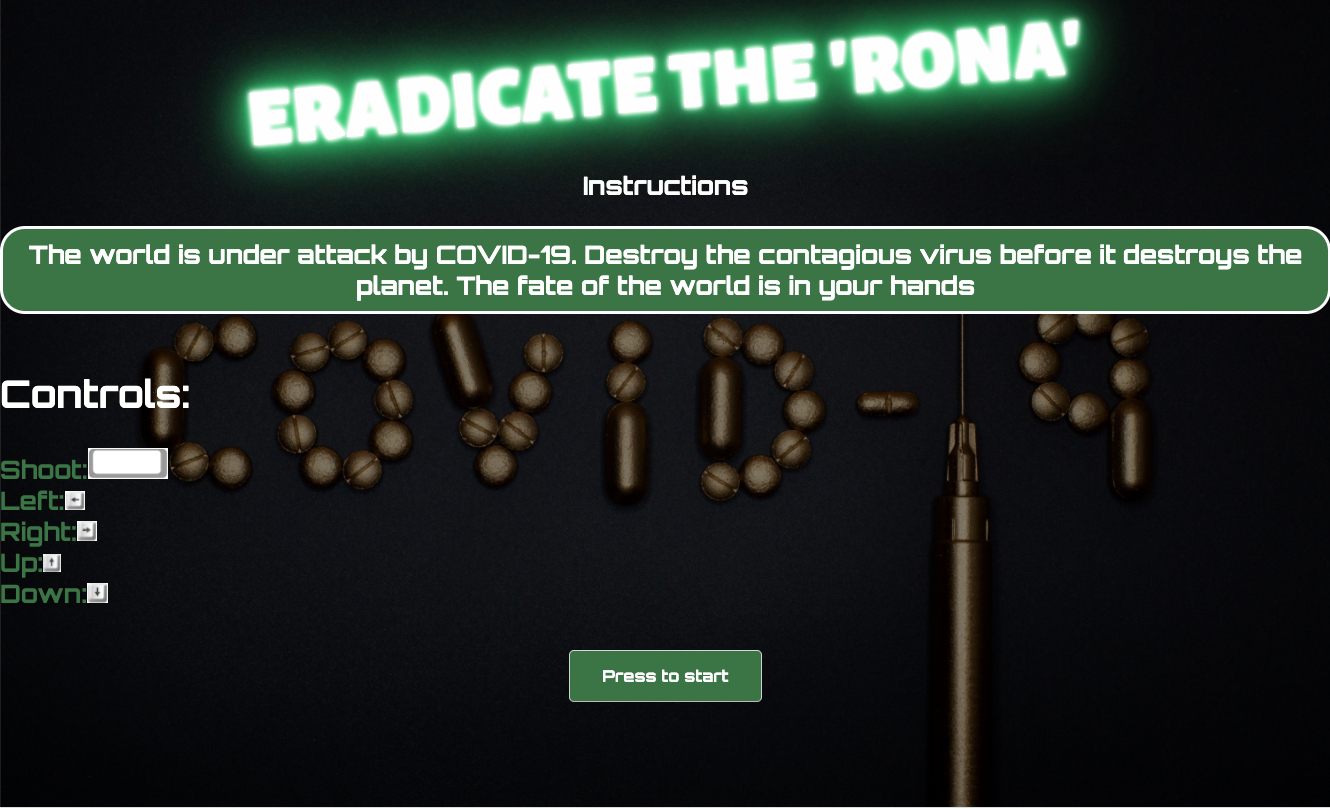 ERADICATE THE 'RONA'
Instructions
The world is under attack by COVID-19. Destroy the contagious virus before it destroys the
planet. The fate of the world is in your hands
COVID-19
Controls:
Shoot:
Left:←
Right:→
Up:↑
Down:↓
Press to start